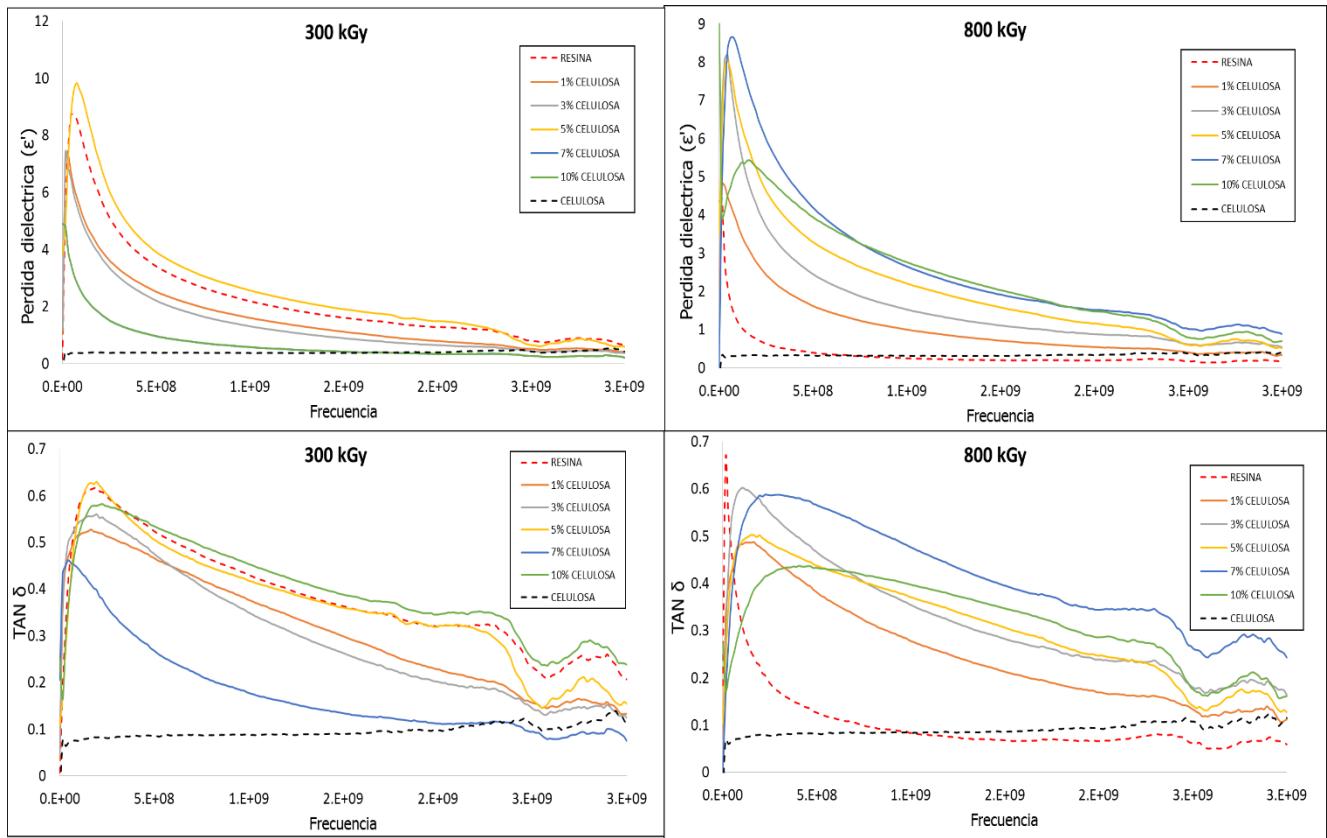 300 kGy
Perdida dielectrica (ε')
12
10
8
6
4
2
0
RESINA
1% CELULOSA
3% CELULOSA
5% CELULOSA
7% CELULOSA
10% CELULOSA
CELULOSA
0.E+00 5.E+08 1.E+09 2.E+09 2.E+09 3.E+09 3.E+09
Frecuencia
800 kGy
Perdida dielectrica (ε')
9
8
7
6
5
4
3
2
1
0
RESINA
1% CELULOSA
3% CELULOSA
5% CELULOSA
7% CELULOSA
10% CELULOSA
CELULOSA
0.E+00 5.E+08 1.E+09 2.E+09 2.E+09 3.E+09 3.E+09
Frecuencia
300 kGy
TAN δ
0.7
0.6
0.5
0.4
0.3
0.2
0.1
0
RESINA
1% CELULOSA
3% CELULOSA
5% CELULOSA
7% CELULOSA
10% CELULOSA
CELULOSA
0.E+00 5.E+08 1.E+09 2.E+09 2.E+09 3.E+09 3.E+09
Frecuencia
800 kGy
TAN δ
0.7
0.6
0.5
0.4
0.3
0.2
0.1
0
RESINA
1% CELULOSA
3% CELULOSA
5% CELULOSA
7% CELULOSA
10% CELULOSA
CELULOSA
0.E+00 5.E+08 1.E+09 2.E+09 2.E+09 3.E+09 3.E+09
Frecuencia